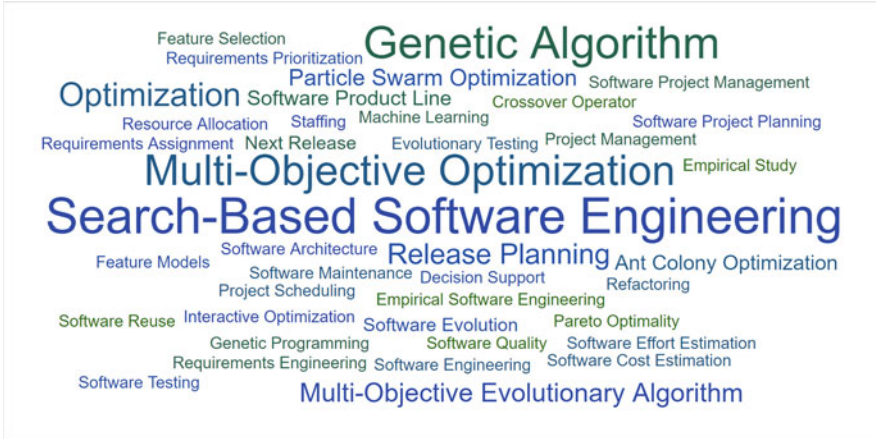 Feature Selection
Genetic Algorithm
Requirements Prioritization
Particle Swarm Optimization
Software Project Management
Optimization
Software Product Line
Crossover Operator
Resource Allocation
Staffing
Machine Learning
Software Project Planning
Requirements Assignment
Next Release
Evolutionary Testing
Project Management
Multi-Objective Optimization
Empirical Study
Search-Based Software Engineering
Software Architecture
Release Planning
Feature Models
Ant Colony Optimization
Software Maintenance
Decision Support
Refactoring
Project Scheduling
Empirical Software Engineering
Software Reuse
Interactive Optimization
Software Evolution
Pareto Optimality
Genetic Programming
Software Quality
Software Effort Estimation
Requirements Engineering
Software Engineering
Software Cost Estimation
Software Testing
Multi-Objective Evolutionary Algorithm